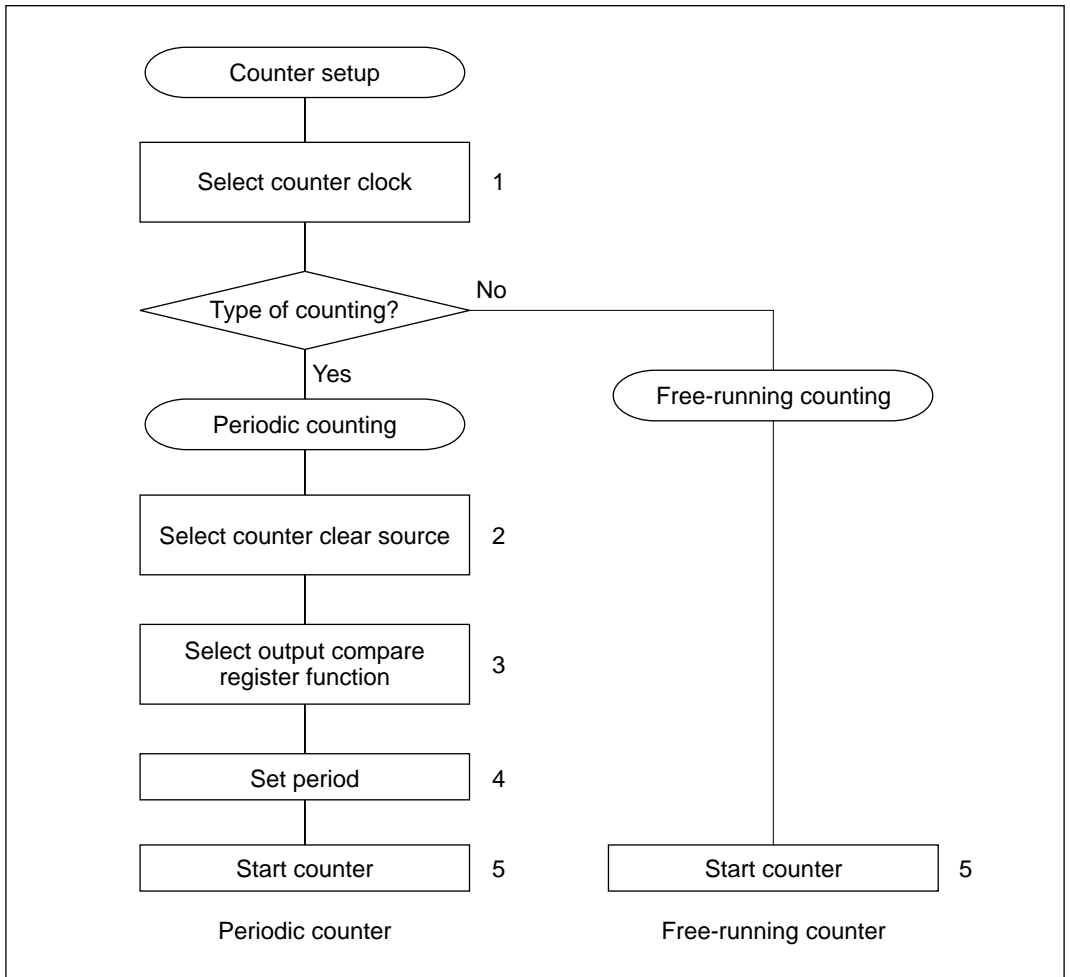 Counter setup
Select counter clock
1
Type of counting?
No
Yes
Periodic counting
Free-running counting
Select counter clear source
2
Select output compare
register function
3
Set period
4
Start counter
5
Start counter
5
Periodic counter
Free-running counter